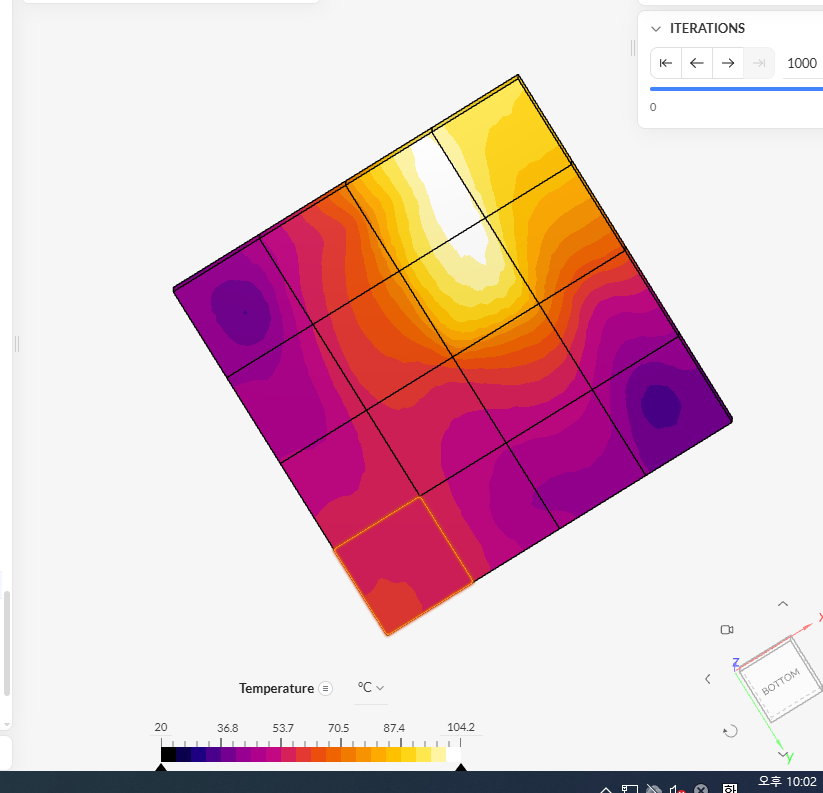 ITERATIONS
1000
0
Temperature
°C
20 36.8 53.7 70.5 87.4 104.2
X
Z
BOTTOM
y
오후 10:02